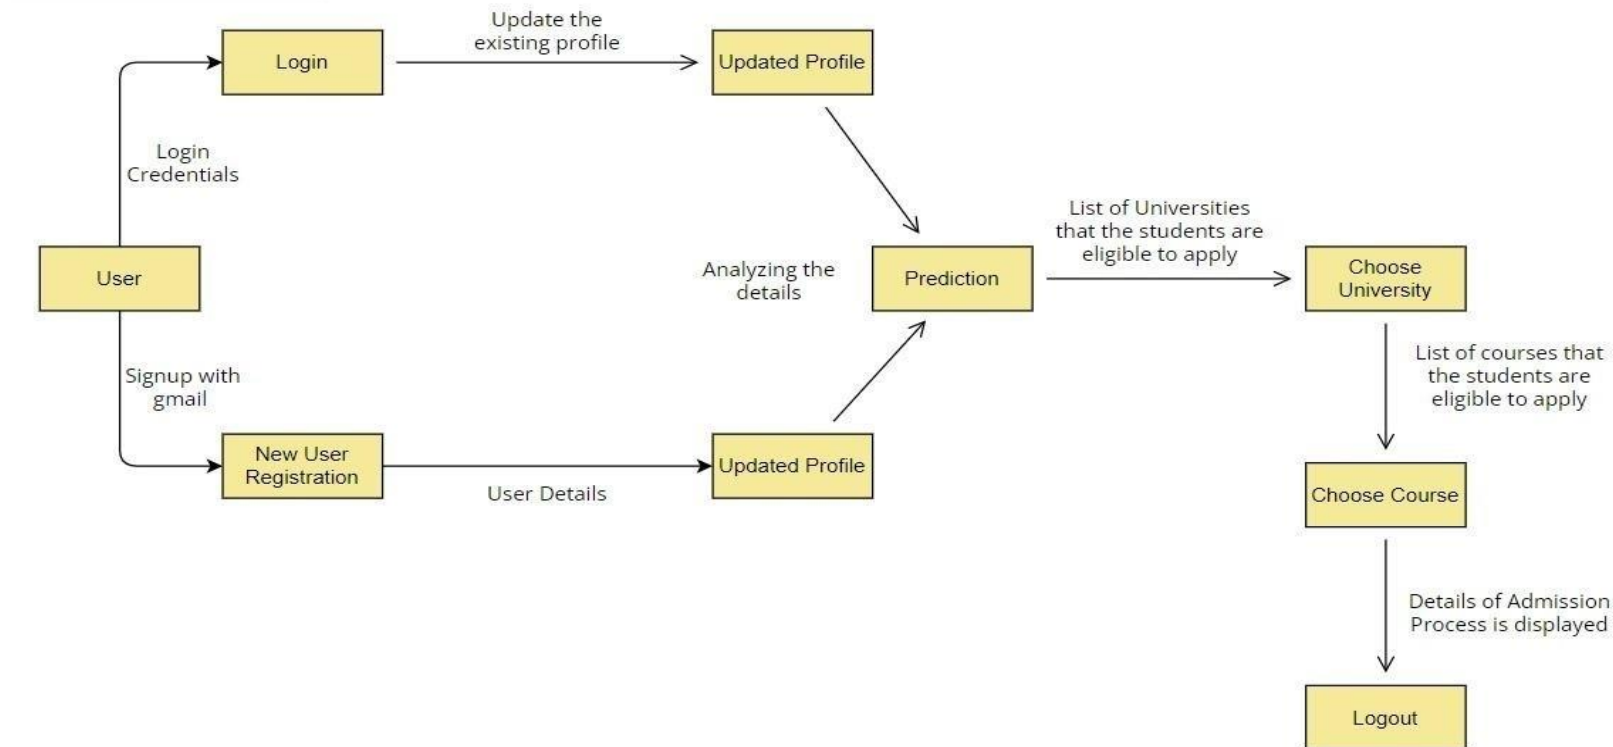 Update the
existing profile
Login
Updated Profile
Login
Credentials
List of Universities
that the students are
eligible to apply
User
Analyzing the
details
Prediction
Choose
University
Signup with
gmail
List of courses that
the students are
eligible to apply
New User
Registration
User Details
Updated Profile
Choose Course
Details of Admission
Process is displayed
Logout